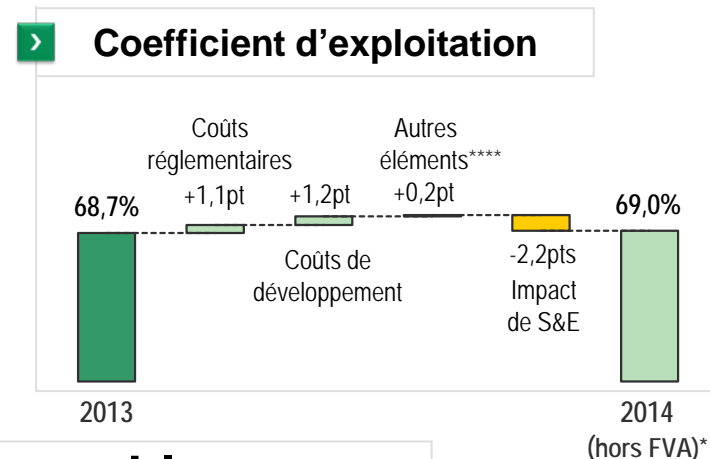 Coefficient d'exploitation
Coûts
réglementaires
+1,1pt
+1,2pt
Coûts de
développement
Autres
éléments****
+0,2pt
68,7%
-2,2pts
Impact
de S&E
69,0%
2013
2014
(hors FVA)*